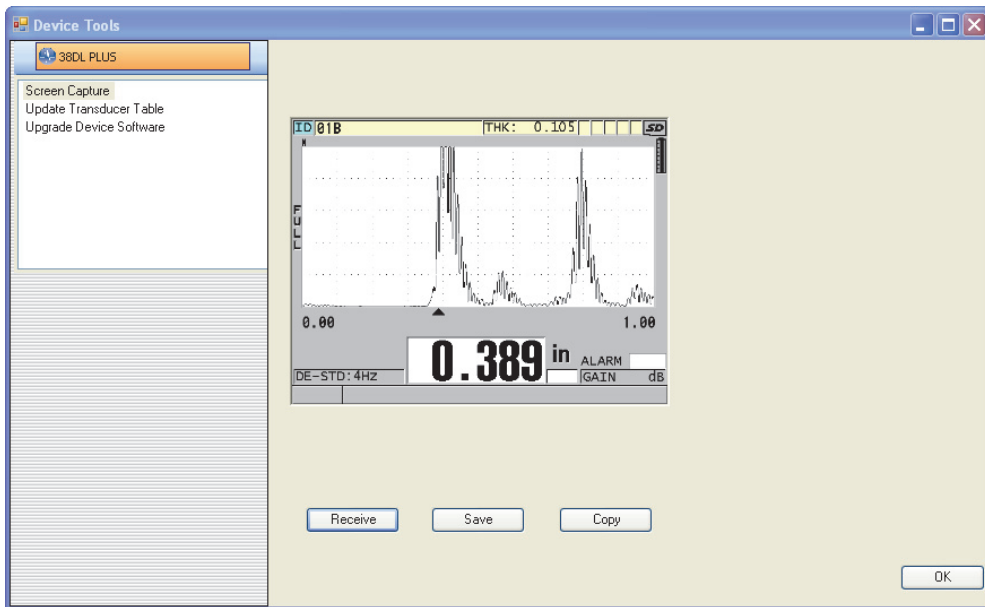 Device Tools
38DL PLUS
Screen Capture
Update Transducer Table
Upgrade Device Software
ID 01B THK: 0.105 SD
FULL
0.00 1.00
0.389 in ALARM
DE-STD:4HZ GAIN dB
Receive Save Copy
OK